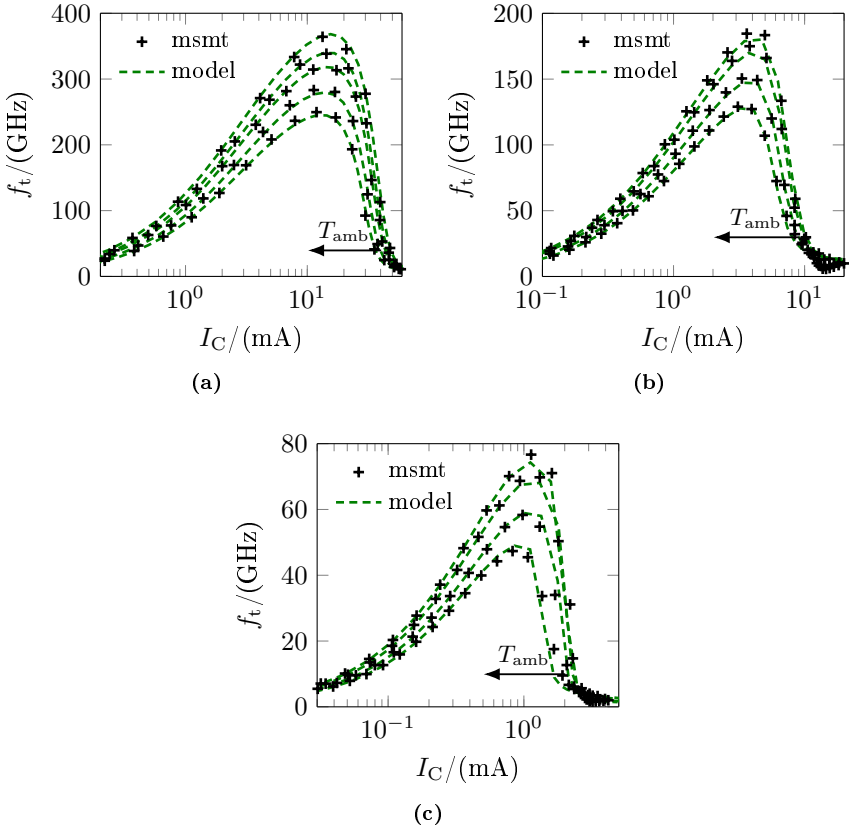 400
300
200
100
0
f_t/(GHz)
msmt
model
T_amb
10^0
10^1
I_C/(mA)
(a)
200
150
100
50
0
f_t/(GHz)
msmt
model
T_amb
10^−1
10^0
10^1
I_C/(mA)
(b)
80
60
40
20
0
f_t/(GHz)
msmt
model
T_amb
10^−1
10^0
I_C/(mA)
(c)